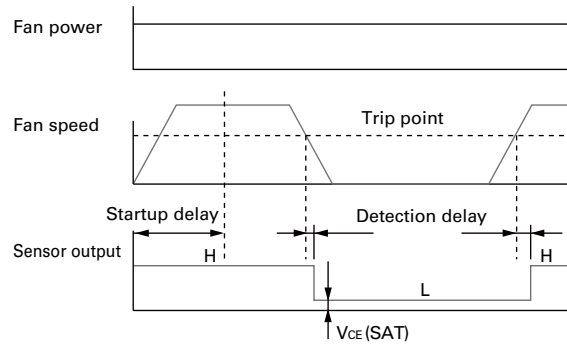 Fan power
Fan speed
Trip point
Startup delay
Detection delay
Sensor output
H
H
L
VCE (SAT)